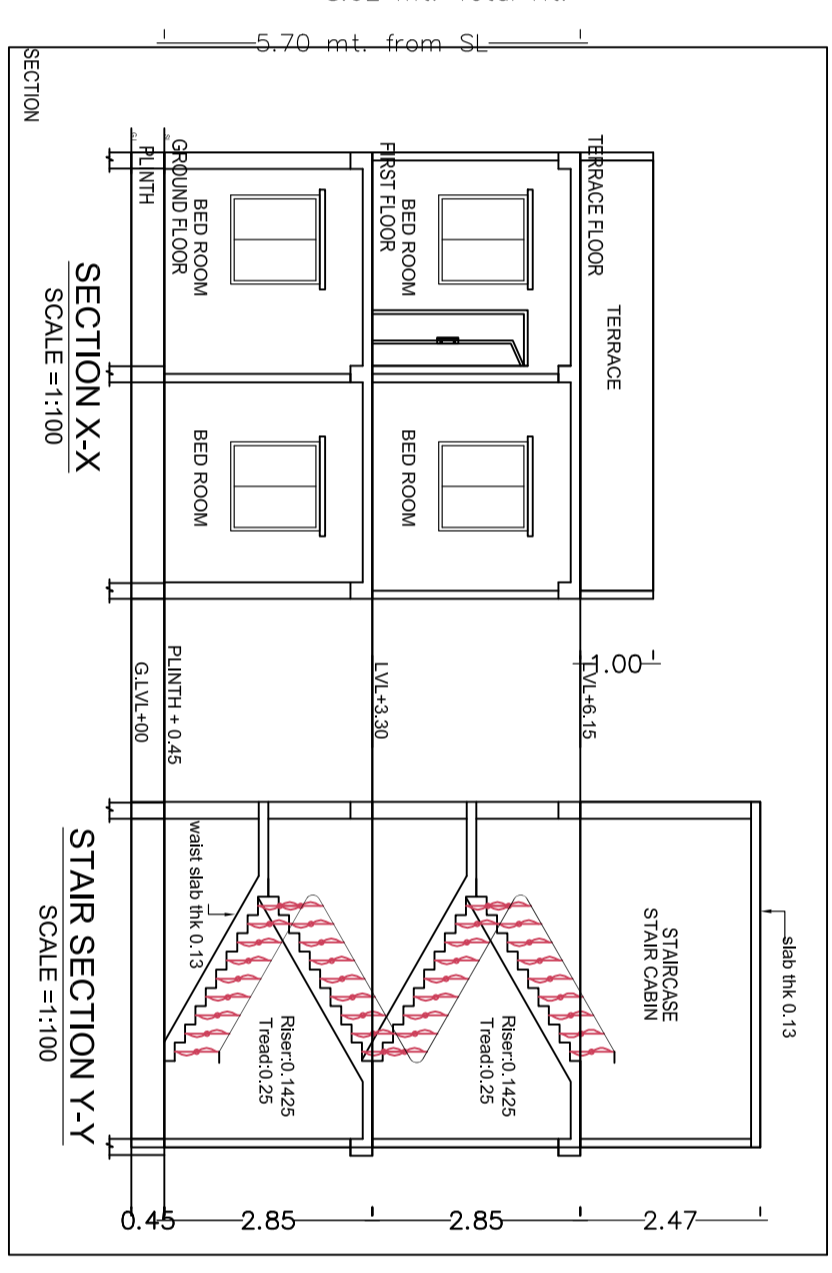 5.70 mt. from SL
SECTION
TERRACE FLOOR
TERRACE
FIRST FLOOR
BED ROOM
BED ROOM
GROUND FLOOR
BED ROOM
BED ROOM
PLINTH
GL
SL
SECTION X-X
SCALE =1:100
1.00
LVL+6.15
LVL+3.30
PLINTH + 0.45
G.LVL+00
slab thk 0.13
STAIRCASE
STAIR CABIN
Riser:0.1425
Tread:0.25
Riser:0.1425
Tread:0.25
waist slab thk 0.13
STAIR SECTION Y-Y
SCALE =1:100
2.47
2.85
2.85
0.45